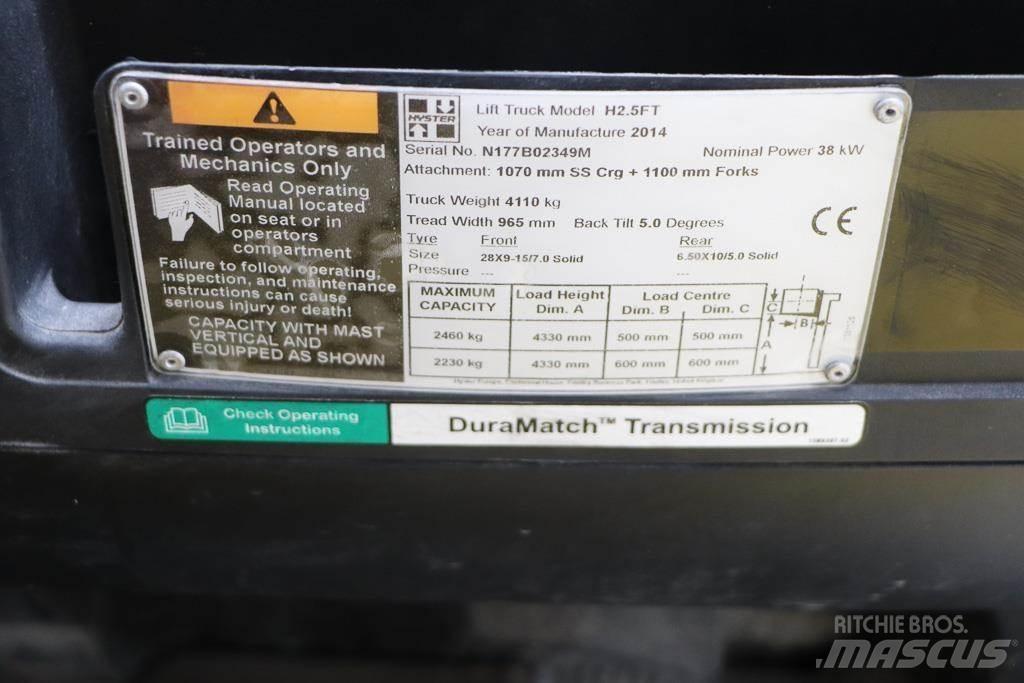 Trained Operators and
Mechanics Only
Read Operating
Manual located
on seat or in
operators
compartment
Failure to follow operating,
inspection, and maintenance
instructions can cause
serious injury or death!
CAPACITY WITH MAST
VERTICAL AND
EQUIPPED AS SHOWN
HYSTER
Lift Truck Model H2.5FT
Year of Manufacture 2014
Serial No. N177B02349M Nominal Power 38 kW
Attachment: 1070 mm SS Crg + 1100 mm Forks
Truck Weight 4110 kg
Tread Width 965 mm Back Tilt 5.0 Degrees
CE
Tyre Front Rear
Size 28X9-15/7.0 Solid 6.50X10/5.0 Solid
Pressure --- ---
MAXIMUM CAPACITY Load Height Dim. A Load Centre Dim. B Dim. C
2460 kg 4330 mm 500 mm 500 mm
2230 kg 4330 mm 600 mm 600 mm
C
B
A
Check Operating
Instructions
DuraMatch™ Transmission
RITCHIE BROS.
MASCUS